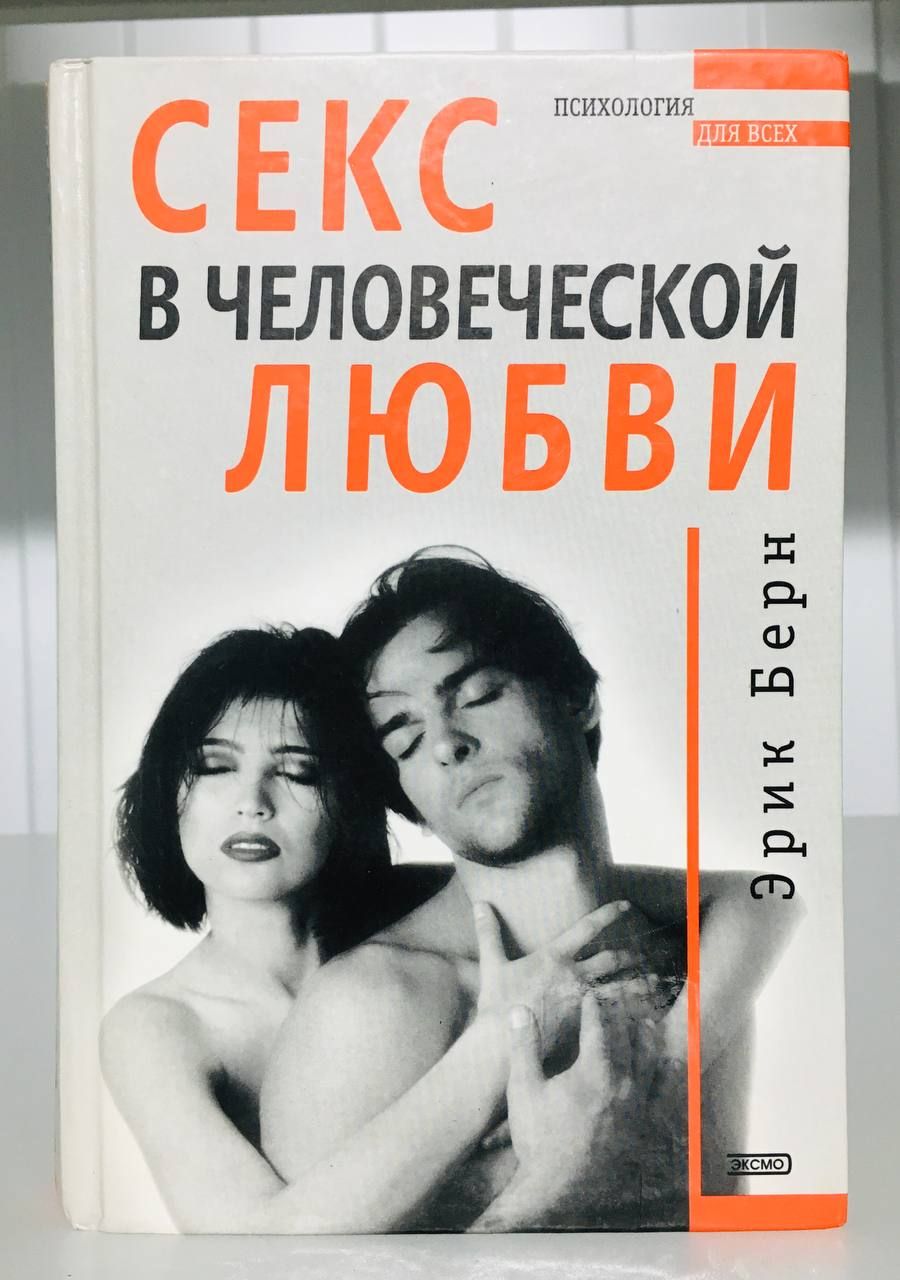 ПСИХОЛОГИЯ
ДЛЯ ВСЕХ
СЕКС
В ЧЕЛОВЕЧЕСКОЙ
ЛЮБВИ
Эрик Берн
ЭКСМО